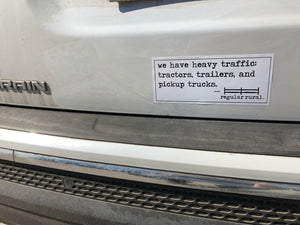 we have heavy traffic:
tractors, trailers, and
pickup trucks.
regular rural.